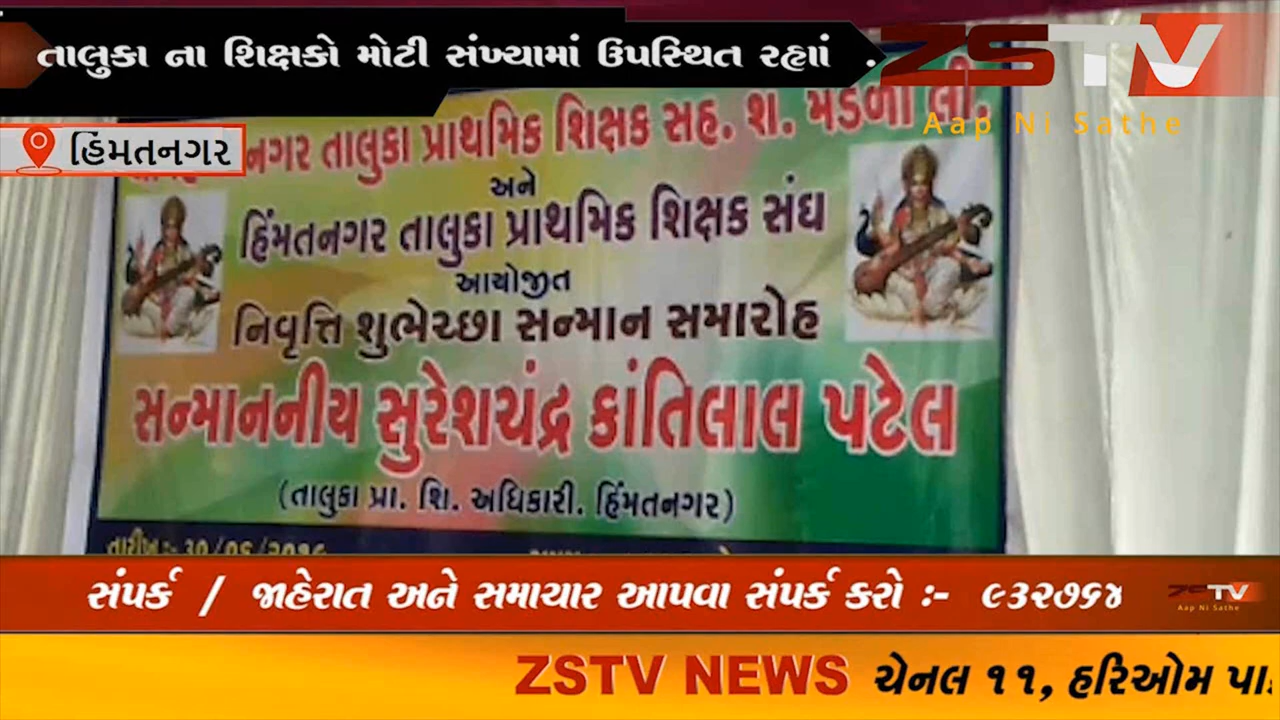 તાલુકા ના શિક્ષકો મોટી સંખ્યામાં ઉપસ્થિત રહ્યાં .
ZSTV
Aap Ni Sathe
હિંમતનગર
નગર તાલુકા પ્રાથમિક શિક્ષક સહ. શ. મંડળી લી.
અને
હિંમતનગર તાલુકા પ્રાથમિક શિક્ષક સંઘ
આયોજીત
નિવૃત્તિ શુભેચ્છા સન્માન સમારોહ
સન્માનનીય સુરેશચંદ્ર કાંતિલાલ પટેલ
(તાલુકા પ્રા. શિ. અધિકારી. હિંમતનગર)
તારીખ:-
સંપર્ક / જાહેરાત અને સમાચાર આપવા સંપર્ક કરો :- ૯૩૨૭૬૪
ZSTV
Aap Ni Sathe
ZSTV NEWS ચેનલ ૧૧, હરિઓમ